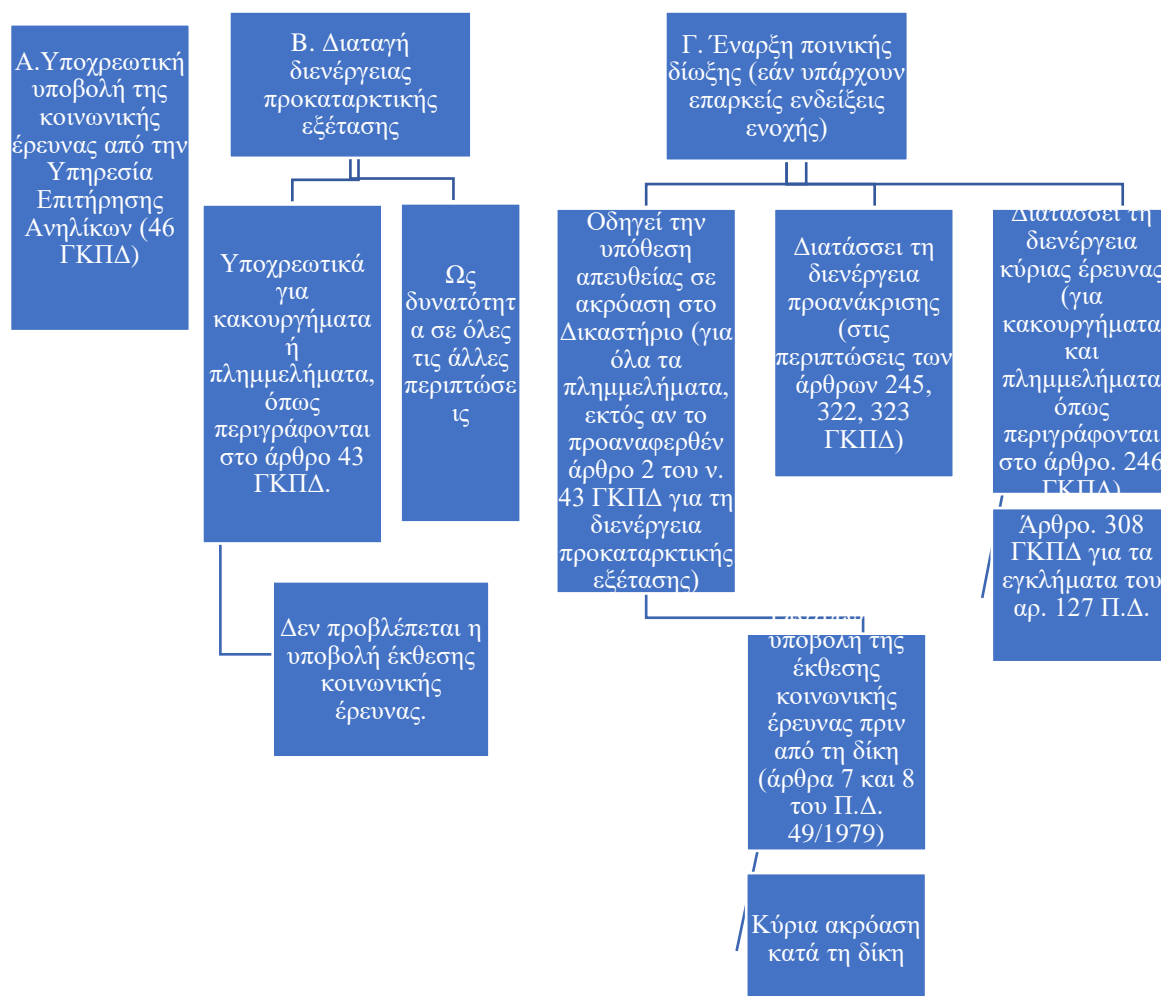 Α.Υποχρεωτική
υποβολή της
κοινωνικής
έρευνας από την
Υπηρεσία
Επιτήρησης
Ανηλίκων (46
ΓΚΠΔ)
Β. Διαταγή
διενέργειας
προκαταρκτικής
εξέτασης
Υποχρεωτικά
για
κακουργήματα
ή
πλημμελήματα,
όπως
περιγράφονται
στο άρθρο 43
ΓΚΠΔ.
Ως
δυνατότητ
α σε όλες
τις άλλες
περιπτώσε
ις
Δεν προβλέπεται η
υποβολή έκθεσης
κοινωνικής
έρευνας.
Γ. Έναρξη ποινικής
δίωξης (εάν υπάρχουν
επαρκείς ενδείξεις
ενοχής)
Οδηγεί την
υπόθεση
απευθείας σε
ακρόαση στο
Δικαστήριο (για
όλα τα
πλημμελήματα,
εκτός αν το
προαναφερθέν
άρθρο 2 του ν.
43 ΓΚΠΔ για τη
διενέργεια
προκαταρκτικής
εξέτασης)
υποβολή της
έκθεσης
κοινωνικής
έρευνας πριν
από τη δίκη
(άρθρα 7 και 8
του Π.Δ.
49/1979)
Κύρια ακρόαση
κατά τη δίκη
Διατάσσει τη
διενέργεια
προανάκρισης
(στις
περιπτώσεις των
άρθρων 245,
322, 323
ΓΚΠΔ)
Διατάσσει τη
διενέργεια
κύριας έρευνας
(για
κακουργήματα
και
πλημμελήματα,
όπως
περιγράφονται
στο άρθρο. 246
ΓΚΠΔ)
Άρθρο. 308
ΓΚΠΔ για τα
εγκλήματα του
αρ. 127 Π.Δ.